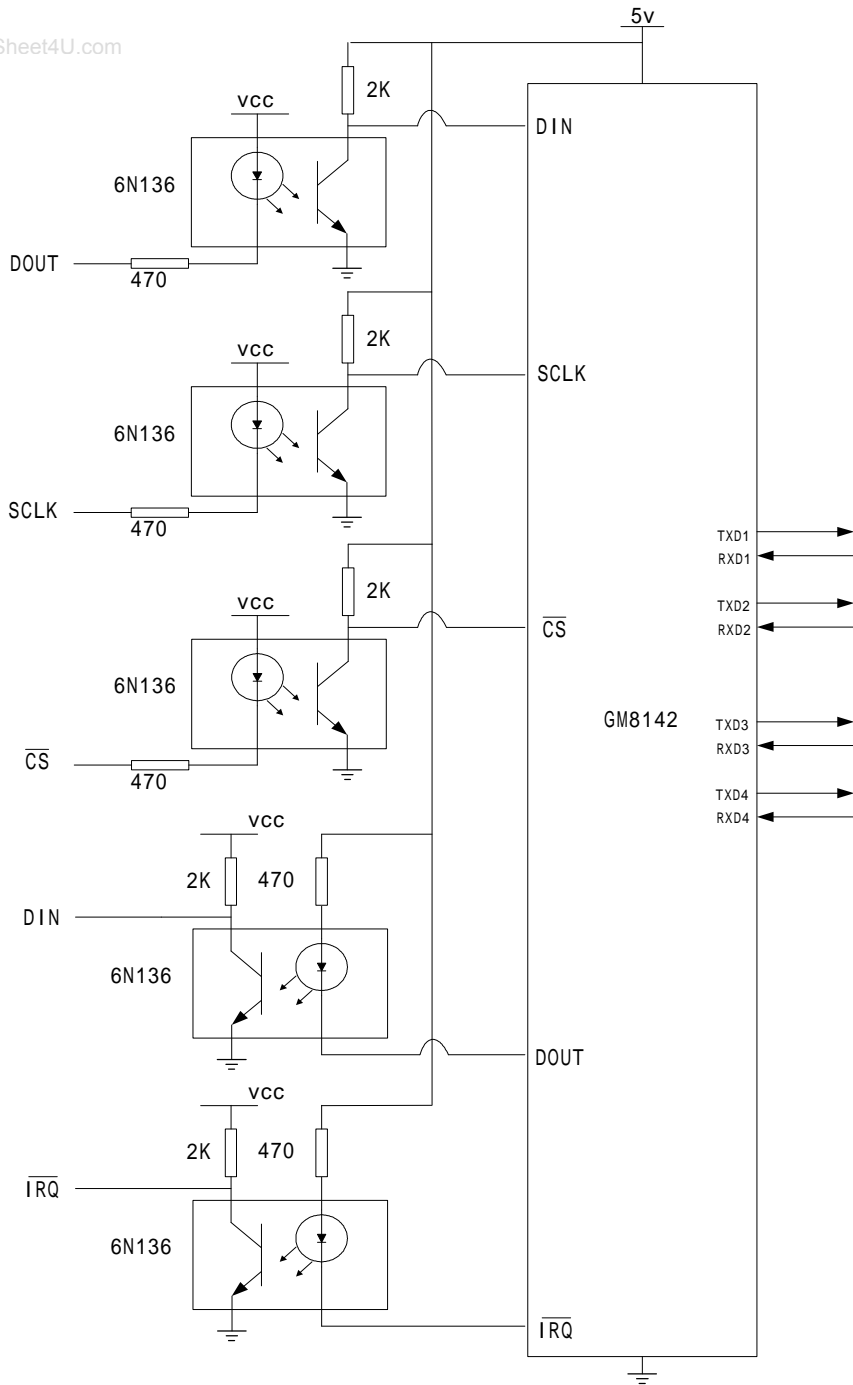 Sheet4U.com
5v
2K
vcc
DIN
6N136
DOUT
470
2K
vcc
SCLK
6N136
SCLK
470
2K
vcc
CS
6N136
CS
470
TXD1
RXD1
TXD2
RXD2
GM8142
TXD3
RXD3
TXD4
RXD4
vcc
2K
470
DIN
6N136
DOUT
vcc
2K
470
IRQ
6N136
IRQ